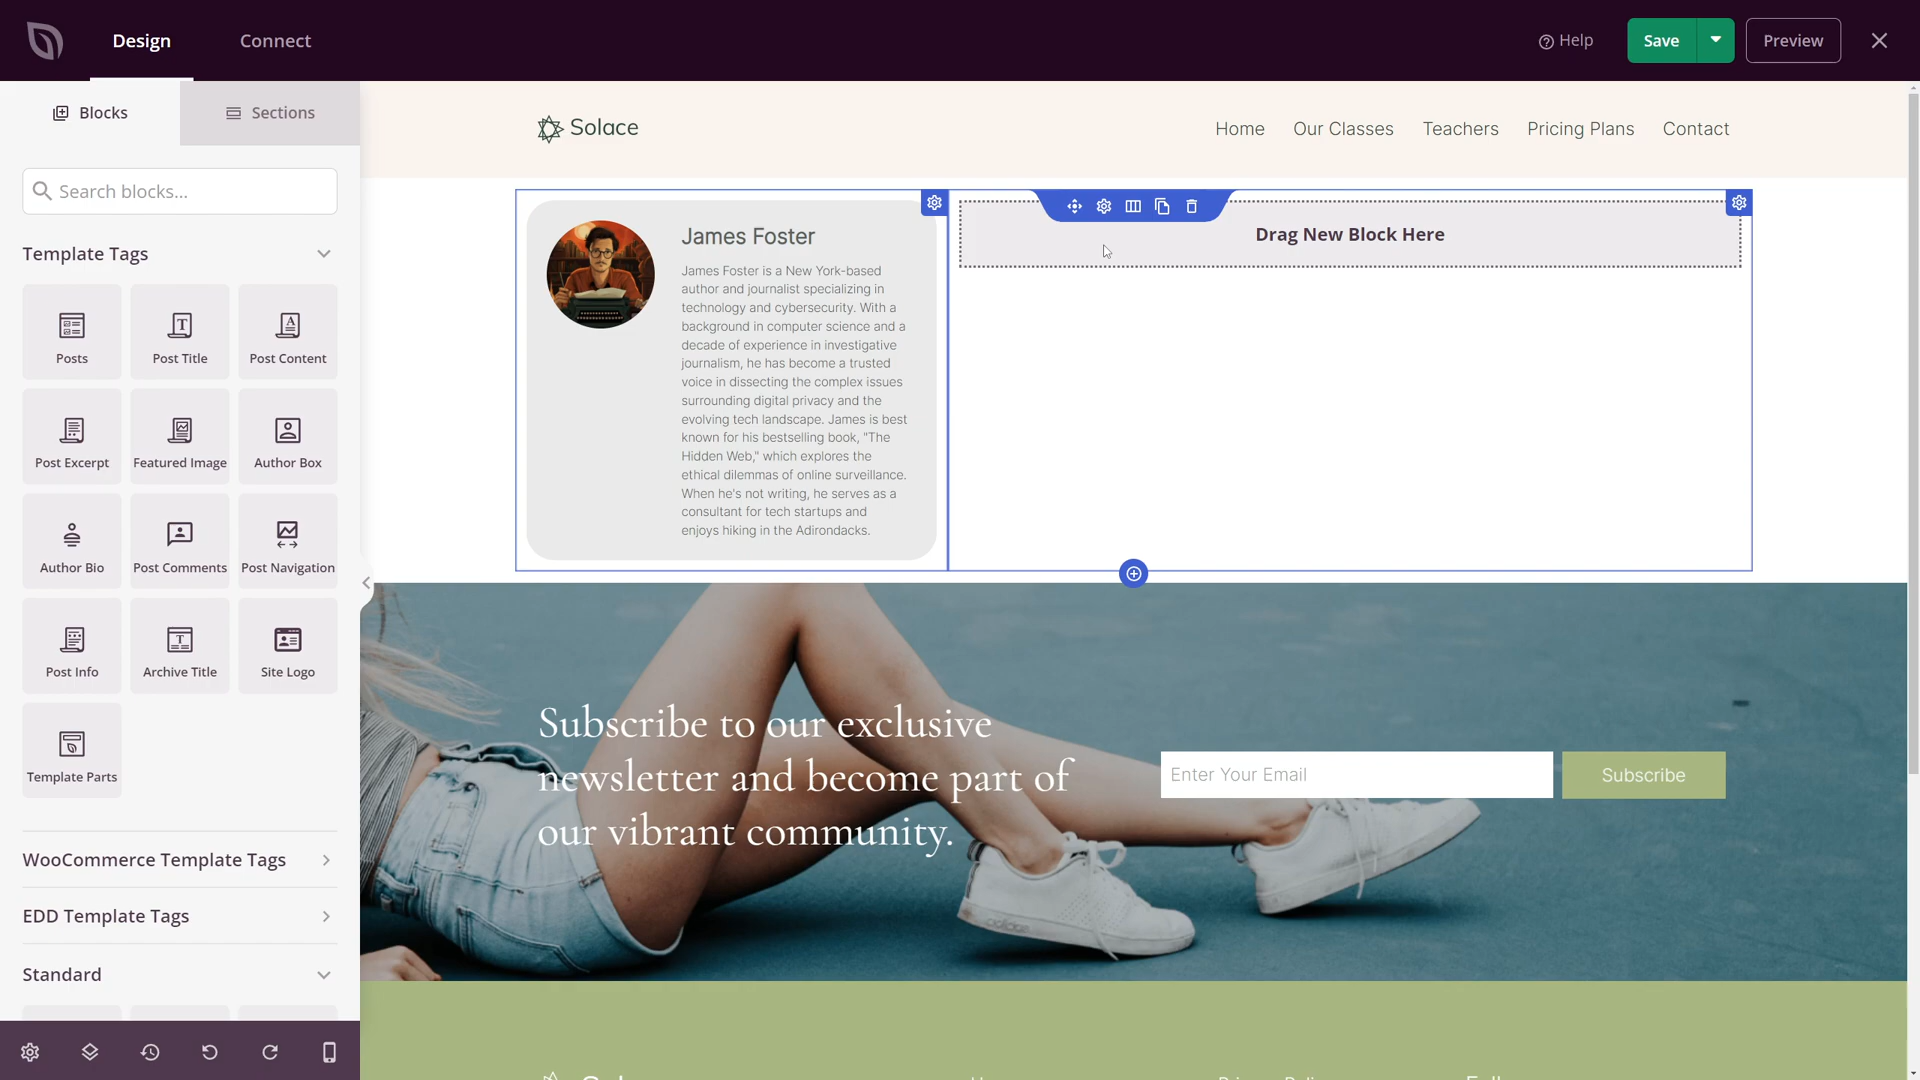 Design
Connect
Help
Save
Preview
Blocks
Sections
Search blocks...
Template Tags
Posts
Post Title
Post Content
Post Excerpt
Featured Image
Author Box
Author Bio
Post Comments
Post Navigation
Post Info
Archive Title
Site Logo
Template Parts
WooCommerce Template Tags
EDD Template Tags
Standard
Solace
Home
Our Classes
Teachers
Pricing Plans
Contact
James Foster
James Foster is a New York-based
author and journalist specializing in
technology and cybersecurity. With a
background in computer science and a
decade of experience in investigative
journalism, he has become a trusted
voice in dissecting the complex issues
surrounding digital privacy and the
evolving tech landscape. James is best
known for his bestselling book, "The
Hidden Web," which explores the
ethical dilemmas of online surveillance.
When he's not writing, he serves as a
consultant for tech startups and
enjoys hiking in the Adirondacks.
Drag New Block Here
Subscribe to our exclusive
newsletter and become part of
our vibrant community.
Enter Your Email
Subscribe